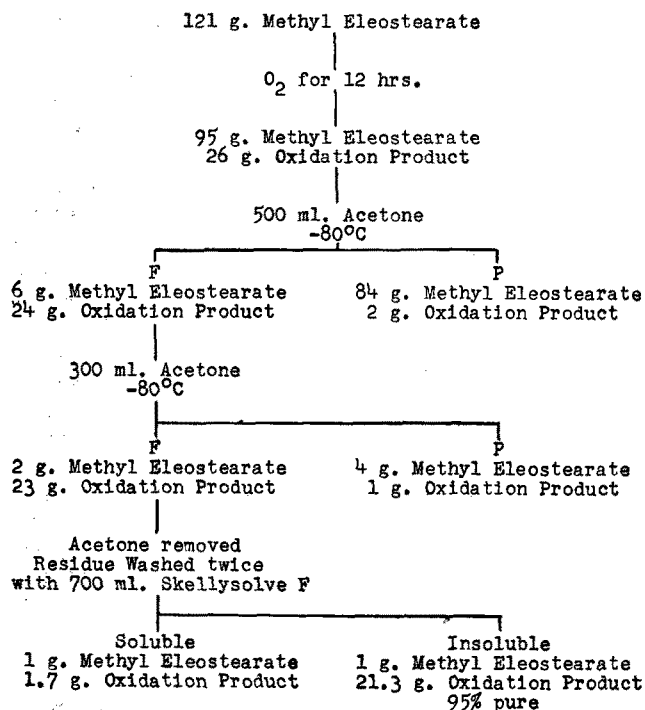 121 g. Methyl Eleostearate
O2 for 12 hrs.
95 g. Methyl Eleostearate
26 g. Oxidation Product
500 ml. Acetone
-80°C
F
6 g. Methyl Eleostearate
24 g. Oxidation Product
P
84 g. Methyl Eleostearate
2 g. Oxidation Product
300 ml. Acetone
-80°C
F
2 g. Methyl Eleostearate
23 g. Oxidation Product
P
4 g. Methyl Eleostearate
1 g. Oxidation Product
Acetone removed
Residue Washed twice
with 700 ml. Skellysolve F
Soluble
1 g. Methyl Eleostearate
1.7 g. Oxidation Product
Insoluble
1 g. Methyl Eleostearate
21.3 g. Oxidation Product
95% pure